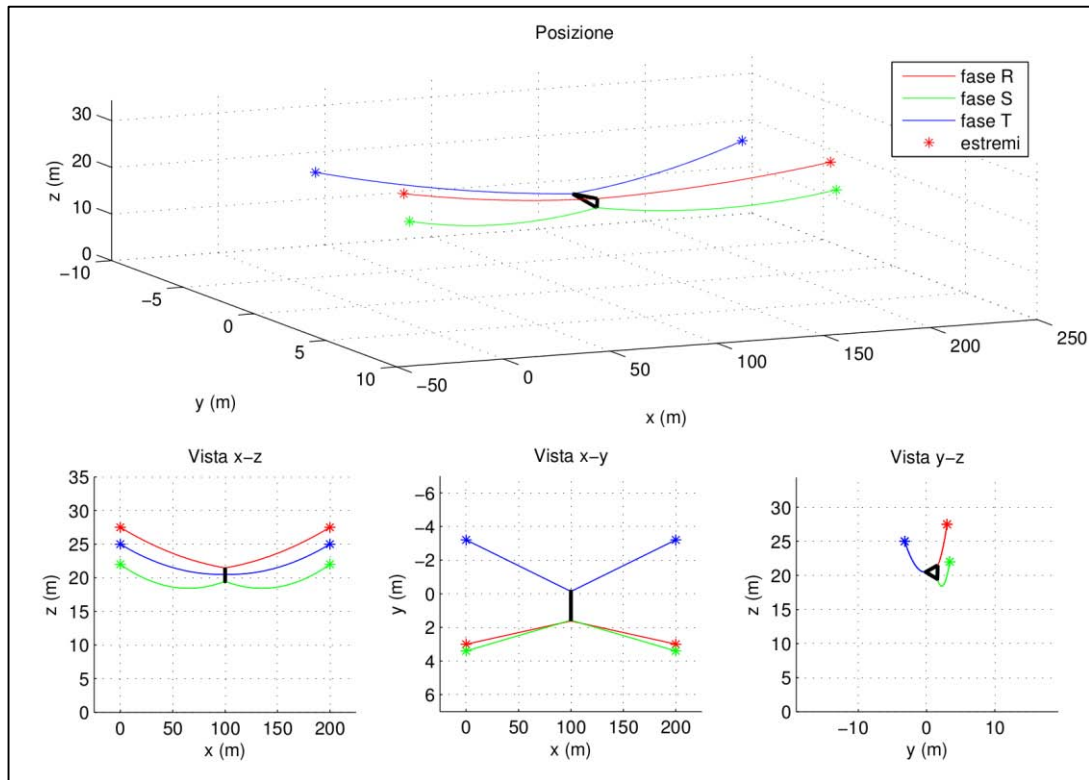 Posizione
fase R
fase S
fase T
estremi
30
20
10
0
z (m)
−10
−5
0
5
10
y (m)
−50
0
50
100
150
200
250
x (m)
Vista x−z
35
30
25
20
15
10
5
0
z (m)
0 50 100 150 200
x (m)
Vista x−y
−6
−4
−2
0
2
4
6
y (m)
0 50 100 150 200
x (m)
Vista y−z
30
25
20
15
10
5
0
z (m)
−10 0 10
y (m)